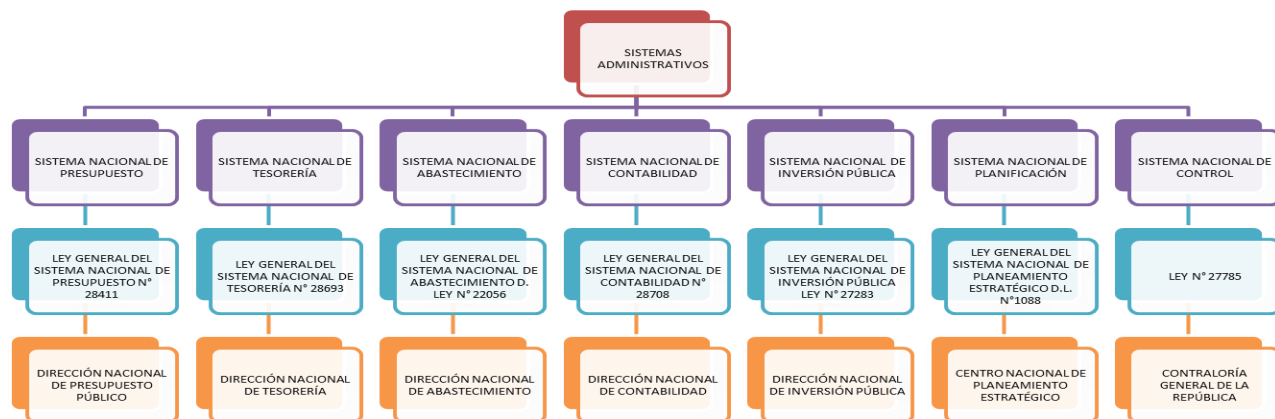 SISTEMAS
ADMINISTRATIVOS
SISTEMA NACIONAL DE
PRESUPUESTO
SISTEMA NACIONAL DE
TESORERÍA
SISTEMA NACIONAL DE
ABASTECIMIENTO
SISTEMA NACIONAL DE
CONTABILIDAD
SISTEMA NACIONAL DE
INVERSIÓN PÚBLICA
SISTEMA NACIONAL DE
PLANIFICACIÓN
SISTEMA NACIONAL DE
CONTROL
LEY GENERAL DEL
SISTEMA NACIONAL DE
PRESUPUESTO N°
28411
LEY GENERAL DEL
SISTEMA NACIONAL DE
TESORERÍA N° 28693
LEY GENERAL DEL
SISTEMA NACIONAL DE
ABASTECIMIENTO D.
LEY N° 22056
LEY GENERAL DEL
SISTEMA NACIONAL DE
CONTABILIDAD N°
28708
LEY GENERAL DEL
SISTEMA NACIONAL DE
INVERSIÓN PÚBLICA
LEY N° 27283
LEY GENERAL DEL
SISTEMA NACIONAL DE
PLANEAMIENTO
ESTRATÉGICO D.L.
N°1088
LEY N° 27785
DIRECCIÓN NACIONAL
DE PRESUPUESTO
PÚBLICO
DIRECCIÓN NACIONAL
DE TESORERÍA
DIRECCIÓN NACIONAL
DE ABASTECIMIENTO
DIRECCIÓN NACIONAL
DE CONTABILIDAD
DIRECCIÓN NACIONAL
DE INVERSIÓN PÚBLICA
CENTRO NACIONAL DE
PLANEAMIENTO
ESTRATÉGICO
CONTRALORÍA
GENERAL DE LA
REPÚBLICA